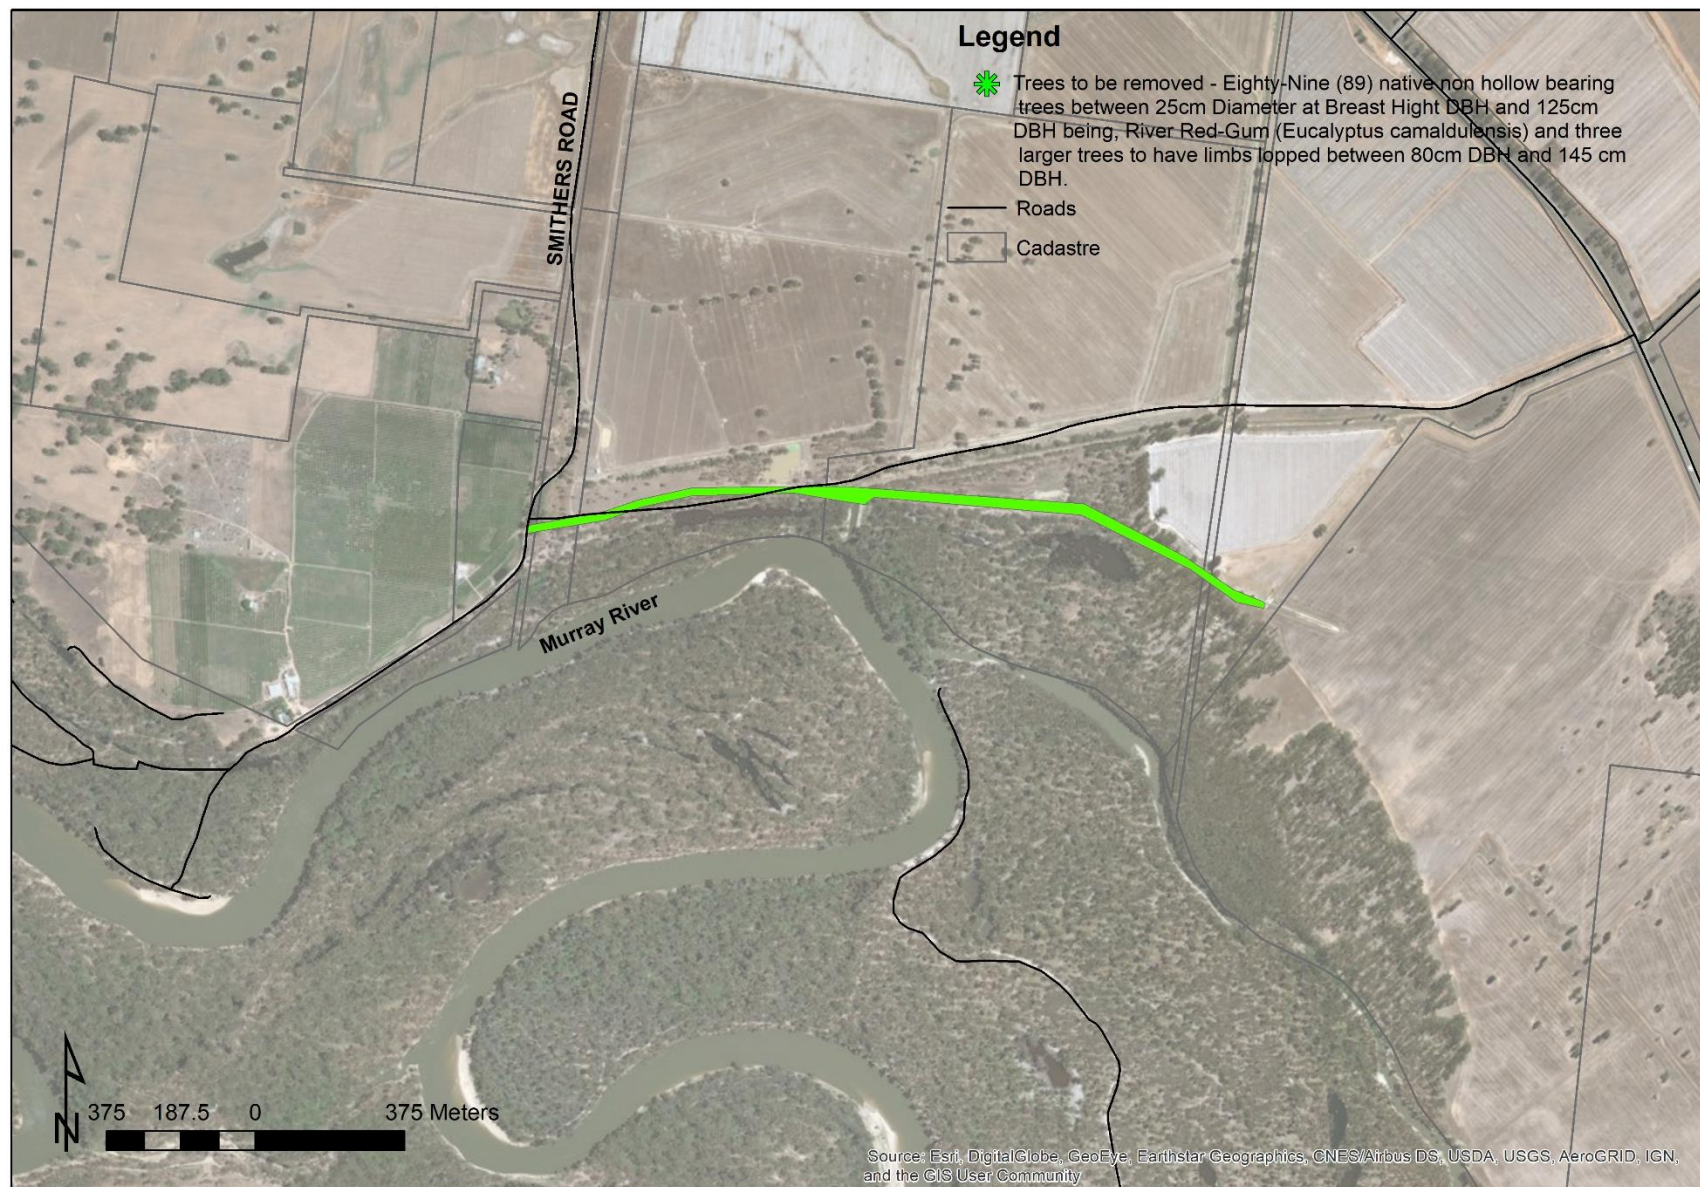 Legend
Trees to be removed - Eighty-Nine (89) native non hollow bearing
trees between 25cm Diameter at Breast Hight DBH and 125cm
DBH being, River Red-Gum (Eucalyptus camaldulensis) and three
larger trees to have limbs lopped between 80cm DBH and 145 cm
DBH.
Roads
Cadastre
SMITHERS ROAD
Murray River
N
375 187.5 0 375 Meters
Source: Esri, DigitalGlobe, GeoEye, Earthstar Geographics, CNES/Airbus DS, USDA, USGS, AeroGRID, IGN,
and the GIS User Community